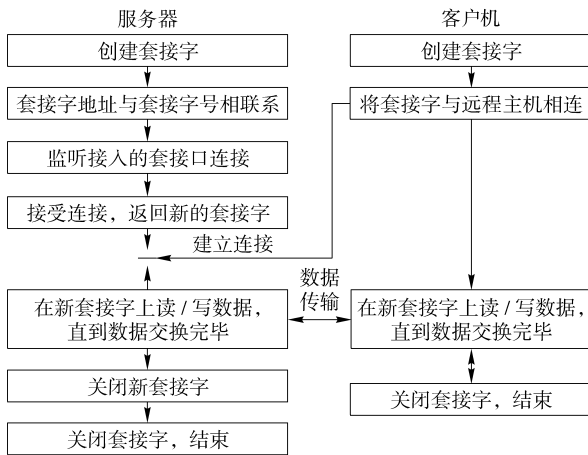 服务器
创建套接字
套接字地址与套接字号相联系
监听接入的套接口连接
接受连接，返回新的套接字
建立连接
在新套接字上读/写数据，
直到数据交换完毕
关闭新套接字
关闭套接字，结束
数据
传输
客户机
创建套接字
将套接字与远程主机相连
在新套接字上读/写数据，
直到数据交换完毕
关闭套接字，结束